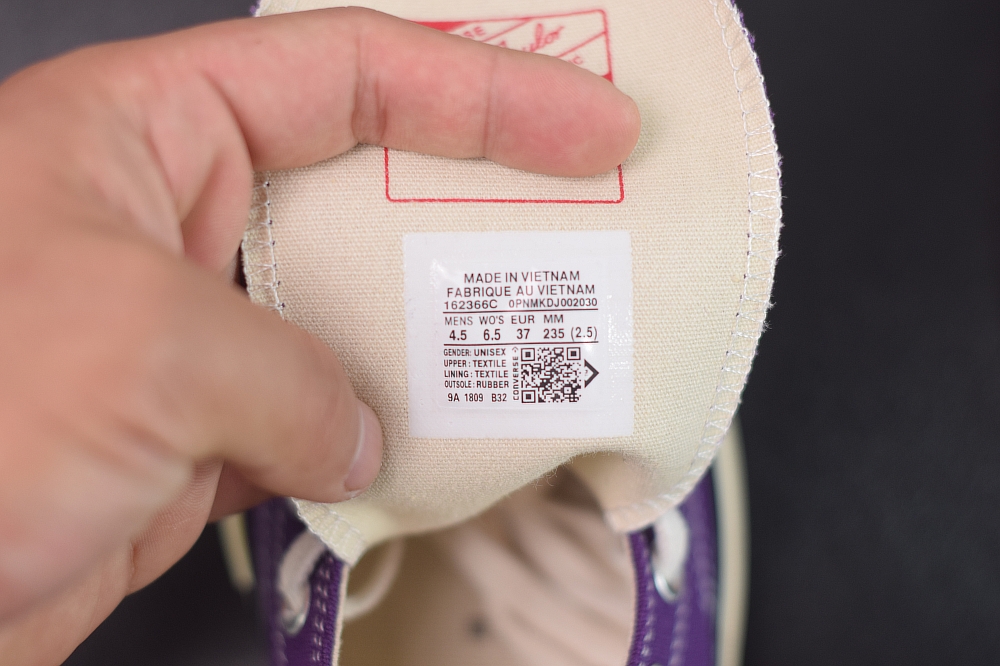 MADE IN VIETNAM
FABRIQUE AU VIETNAM
162366C 0PNMKDJ002030
MENS WO'S EUR MM
4.5 6.5 37 235 (2.5)
GENDER: UNISEX
UPPER: TEXTILE
LINING: TEXTILE
OUTSOLE: RUBBER
9A 1809 B32
CONVERSE